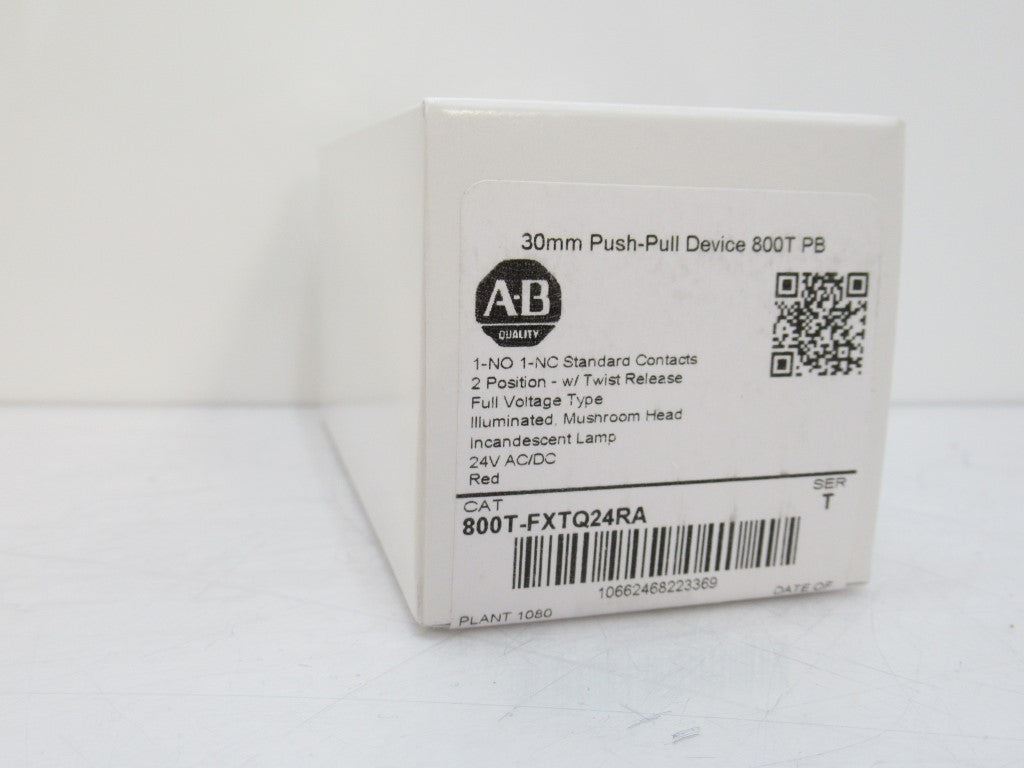 30mm Push-Pull Device 800T PB
A·B
QUALITY
1-NO 1-NC Standard Contacts
2 Position - w/ Twist Release
Full Voltage Type
Illuminated, Mushroom Head
Incandescent Lamp
24V AC/DC
Red
CAT
SER
800T-FXTQ24RA
T
10662468223369
PLANT 1080
DATE OF